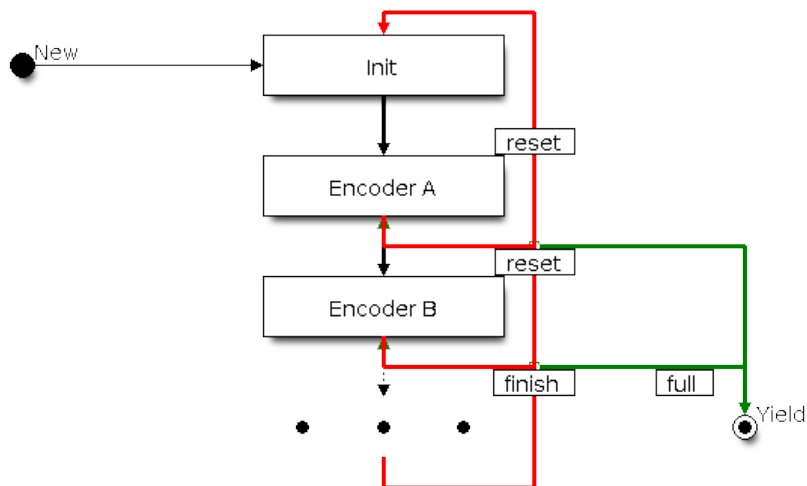 New
Init
reset
Encoder A
reset
Encoder B
finish
full
Yield